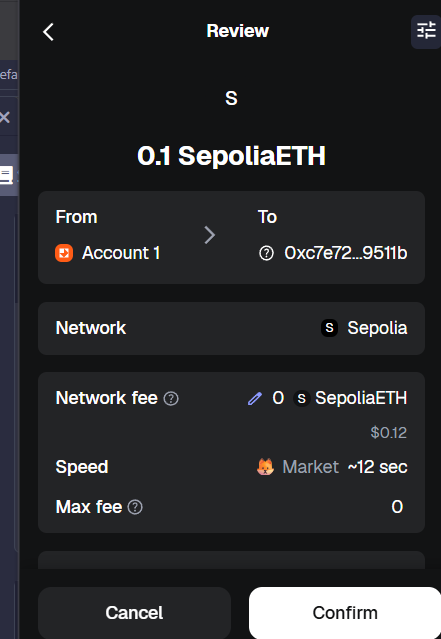 Review
efa
S
0.1 SepoliaETH
From
To
Account 1
0xc7e72...9511b
Network
S Sepolia
Network fee
0 S SepoliaETH
$0.12
Speed
Market ~12 sec
Max fee
0
Cancel
Confirm